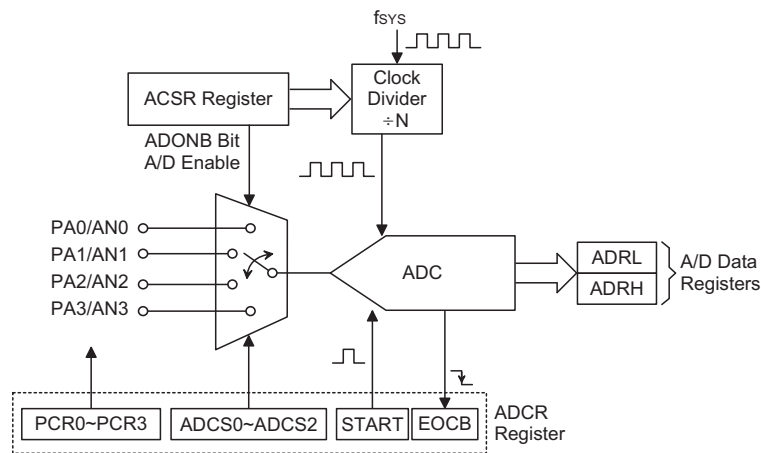 fSYS
ACSR Register
Clock
Divider
÷N
ADONB Bit
A/D Enable
PA0/AN0
PA1/AN1
PA2/AN2
PA3/AN3
ADC
ADRL
ADRH
A/D Data
Registers
PCR0~PCR3
ADCS0~ADCS2
START
EOCB
ADCR
Register